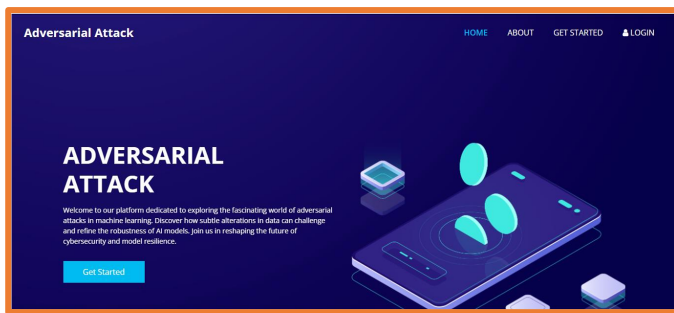 Adversarial Attack
HOME ABOUT GET STARTED LOGIN
ADVERSARIAL
ATTACK
Welcome to our platform dedicated to exploring the fascinating world of adversarial
attacks in machine learning. Discover how subtle alterations in data can challenge
and refine the robustness of AI models. Join us in reshaping the future of
cybersecurity and model resilience.
Get Started